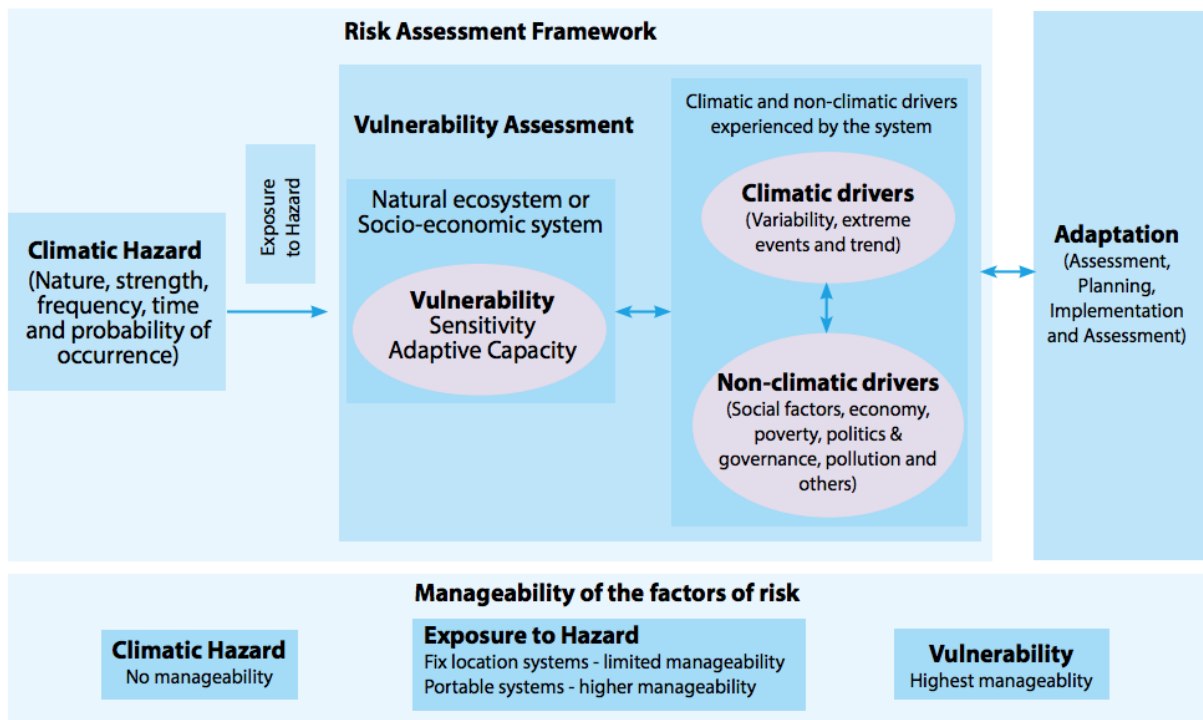 Risk Assessment Framework
Climatic Hazard
(Nature, strength,
frequency, time
and probability of
occurrence)
Exposure
to Hazard
Vulnerability Assessment
Natural ecosystem or
Socio-economic system
Vulnerability
Sensitivity
Adaptive Capacity
Climatic and non-climatic drivers
experienced by the system
Climatic drivers
(Variability, extreme
events and trend)
Non-climatic drivers
(Social factors, economy,
poverty, politics &
governance, pollution and
others)
Adaptation
(Assessment,
Planning,
Implementation
and Assessment)
Manageability of the factors of risk
Climatic Hazard
No manageability
Exposure to Hazard
Fix location systems - limited manageability
Portable systems - higher manageability
Vulnerability
Highest manageablity